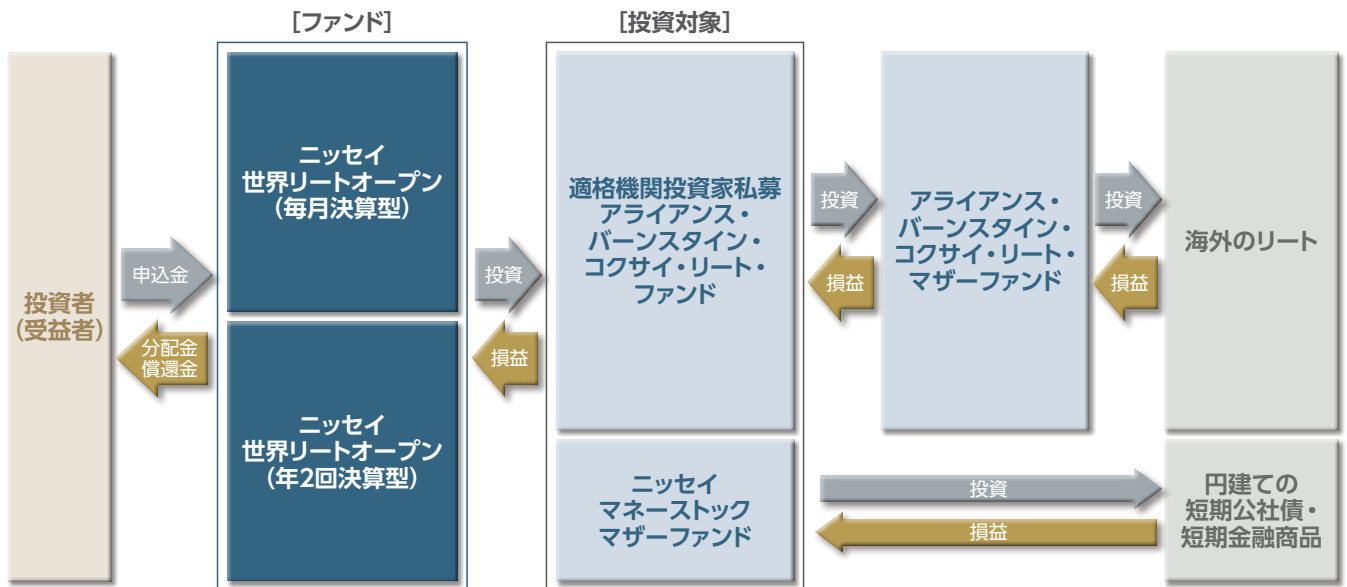 [ファンド]
[投資対象]
投資者
(受益者)
申込金
分配金
償還金
ニッセイ
世界リートオープン
(毎月決算型)
ニッセイ
世界リートオープン
(年2回決算型)
投資
損益
適格機関投資家私募
アライアンス・
バーンスタイン・
コクサイ・リート・
ファンド
ニッセイ
マネーストック
マザーファンド
投資
損益
アライアンス・
バーンスタイン・
コクサイ・リート・
マザーファンド
投資
損益
海外のリート
投資
損益
円建ての
短期公社債・
短期金融商品